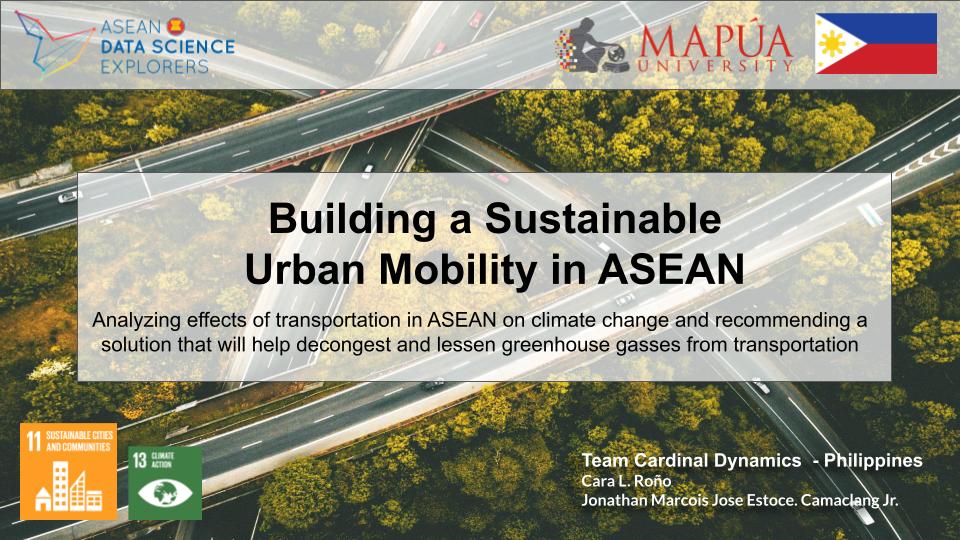 ASEAN
DATA SCIENCE
EXPLORERS
MAPÚA
UNIVERSITY
Building a Sustainable
Urban Mobility in ASEAN
Analyzing effects of transportation in ASEAN on climate change and recommending a
solution that will help decongest and lessen greenhouse gasses from transportation
11 SUSTAINABLE CITIES
AND COMMUNITIES
13 CLIMATE
ACTION
Team Cardinal Dynamics - Philippines
Cara L. Roño
Jonathan Marcois Jose Estoce. Camaclang Jr.